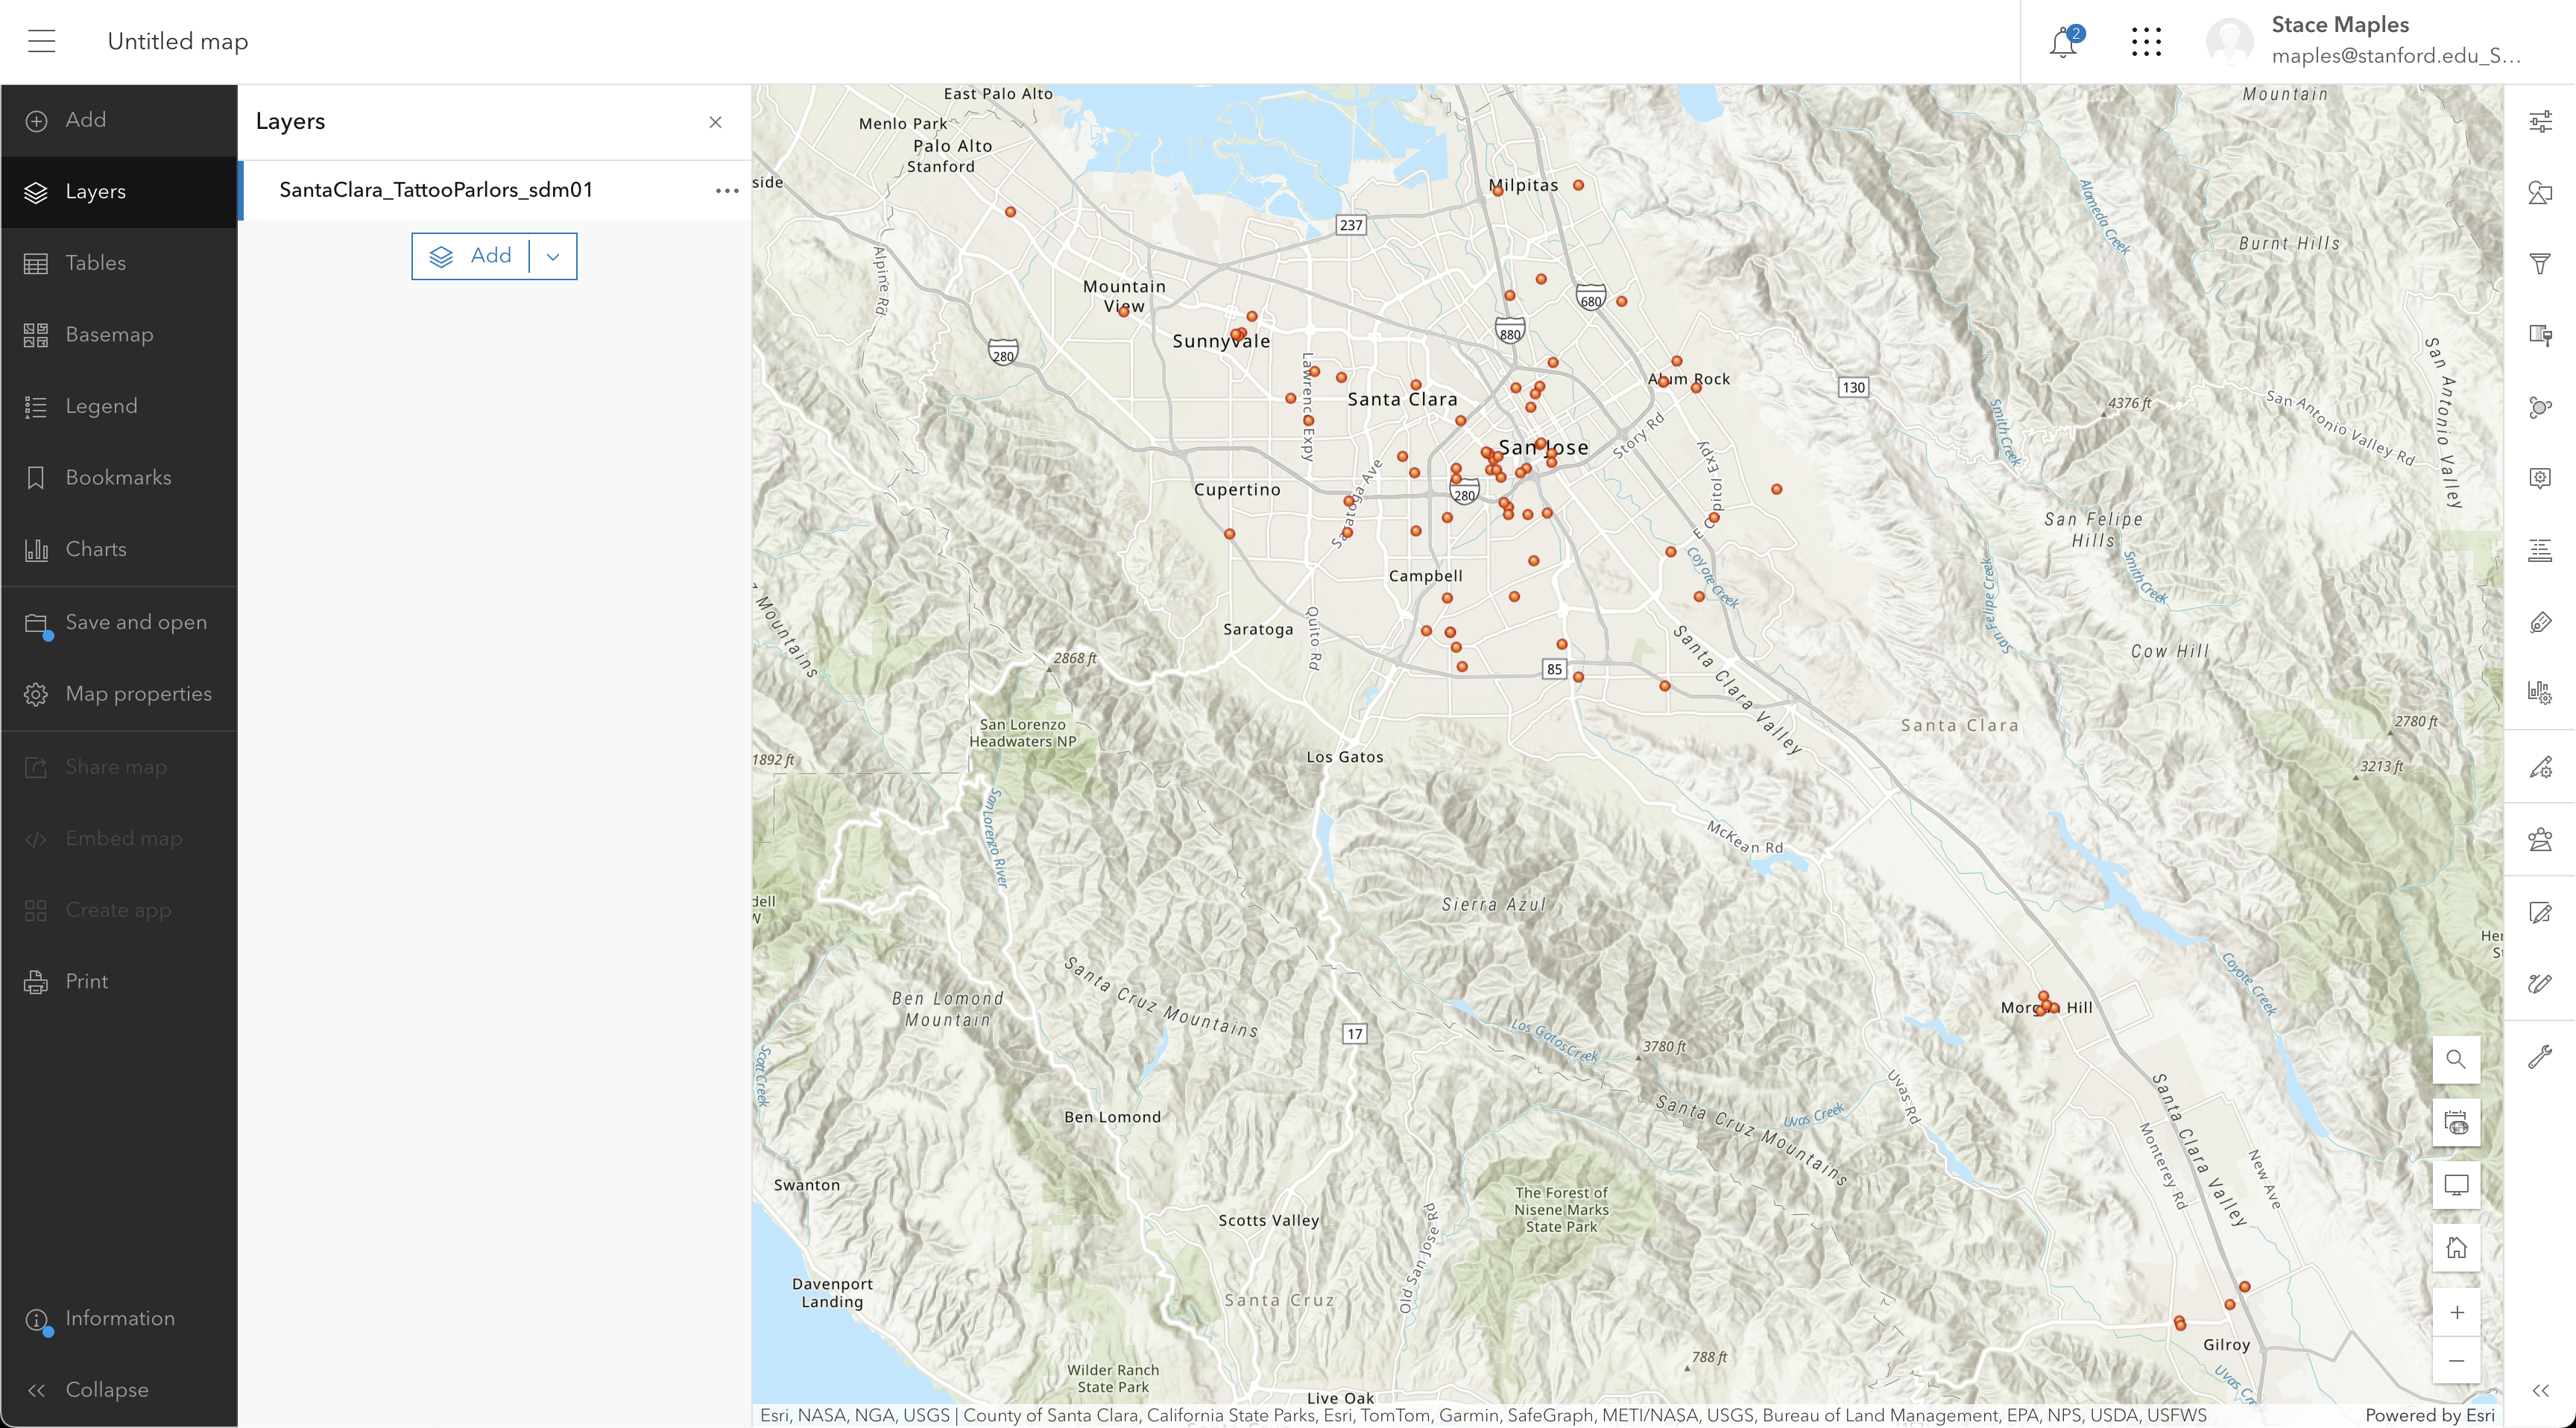 Untitled map
2
Stace Maples
maples@stanford.edu_S...
Add
Layers
Tables
Basemap
Legend
Bookmarks
Charts
Save and open
Map properties
Share map
Embed map
Create app
Print
Information
Collapse
Layers
SantaClara_TattooParlors_sdm01
Add
East Palo Alto
Menlo Park
Palo Alto
Stanford
side
Alpine Rd
Mountain
View
Sunnyvale
237
Milpitas
680
880
280
Lawrence Expy
Santa Clara
Alum Rock
130
San Jose
Story Rd
E Capitol Expy
Saratoga Ave
280
Cupertino
Campbell
Coyote Creek
Saratoga
Quito Rd
85
Santa Clara Valley
Mountains
2868 ft
San Lorenzo
Headwaters NP
1892 ft
Los Gatos
San Lorenzo River
dell
W
McKean Rd
Sierra Azul
Santa Cruz Mountains
Ben Lomond
Mountain
17
Los Gatos Creek
3780 ft
Scott Creek
Ben Lomond
Santa Cruz Mountains
Uvas Creek
Uvas Rd
Swanton
Scotts Valley
The Forest of
Nisene Marks
State Park
Old San Jose Rd
Davenport
Landing
Santa Cruz
Wilder Ranch
State Park
Live Oak
788 ft
Mountain
Alameda Creek
Burnt Hills
San Antonio Valley
4376 ft
San Antonio Valley Rd
Smith Creek
San Felipe
Hills
Smith Creek
San Felipe Creek
Cow Hill
Santa Clara
2780 ft
3213 ft
Her
S
Coyote Creek
Morgan Hill
Santa Clara Valley
Monterey Rd
New Ave
Gilroy
Uvas Cr
Esri, NASA, NGA, USGS | County of Santa Clara, California State Parks, Esri, TomTom, Garmin, SafeGraph, METI/NASA, USGS, Bureau of Land Management, EPA, NPS, USDA, USFWS
Powered by Esri